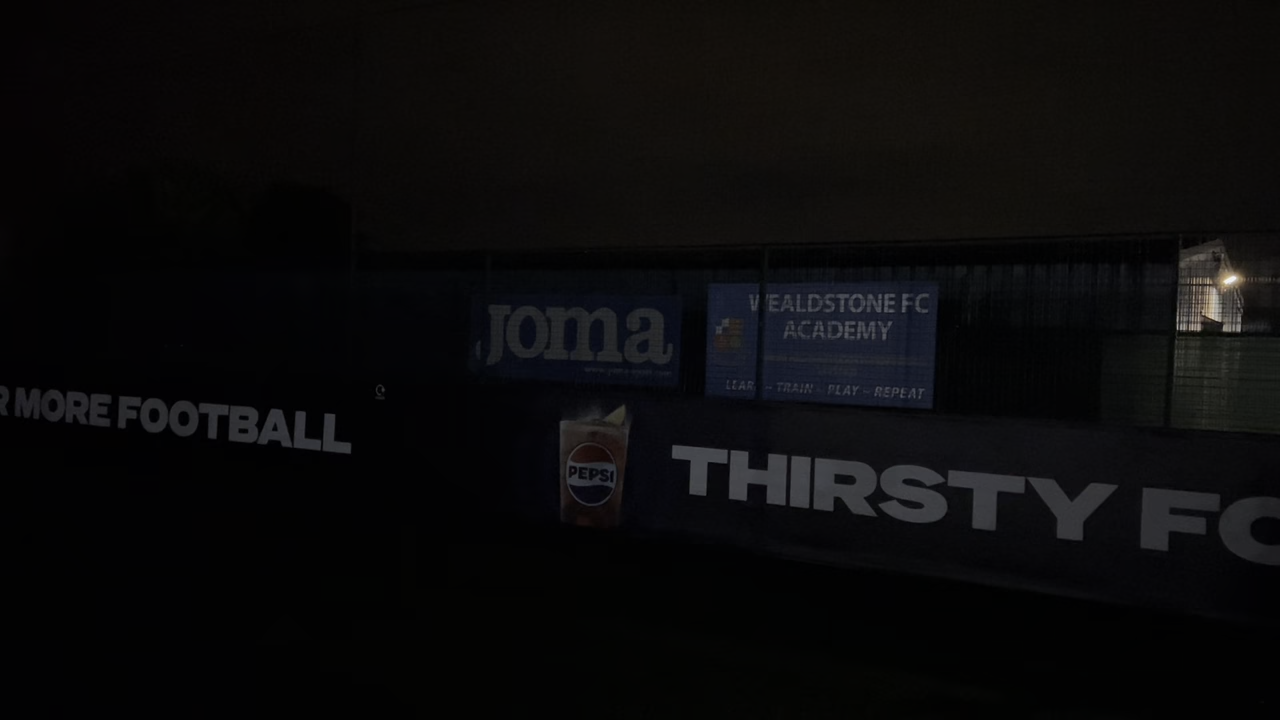 JOMA
WEALDSTONE FC
ACADEMY
LEARN – TRAIN – PLAY – REPEAT
R MORE FOOTBALL
PEPSI
THIRSTY FO